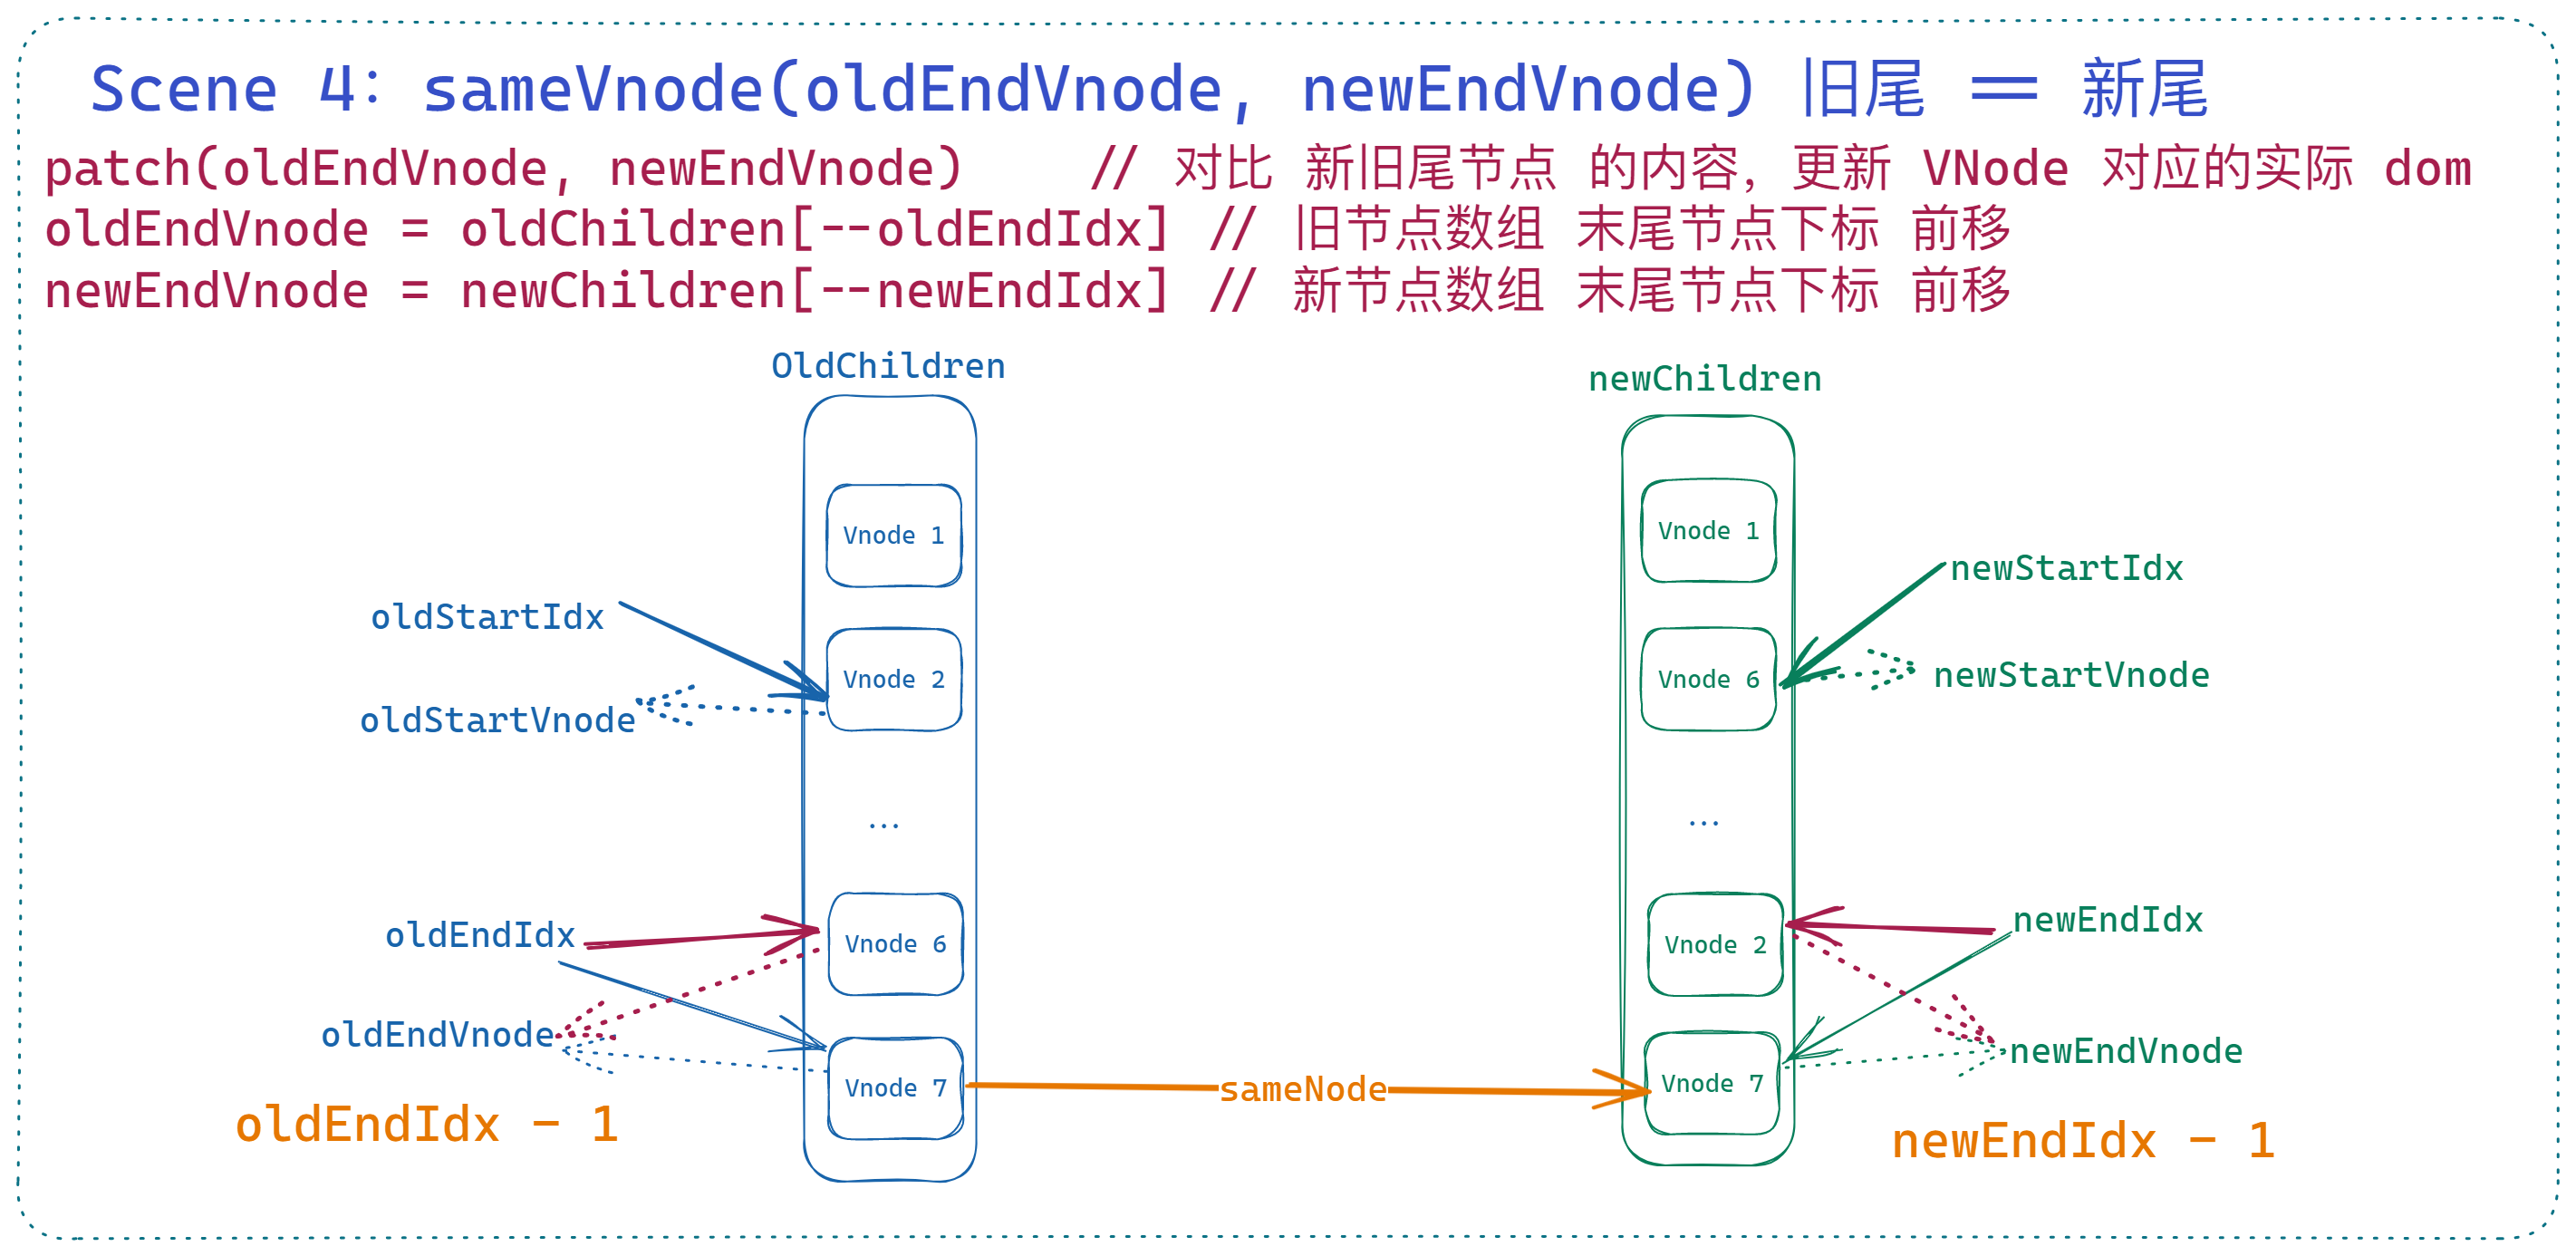 Scene 4: sameVnode(oldEndVnode, newEndVnode) 旧尾 == 新尾
patch(oldEndVnode, newEndVnode) // 对比 新旧尾节点 的内容，更新 VNode 对应的实际 dom
oldEndVnode = oldChildren[--oldEndIdx] // 旧节点数组 末尾节点下标 前移
newEndVnode = newChildren[--newEndIdx] // 新节点数组 末尾节点下标 前移
OldChildren
newChildren
Vnode 1
Vnode 1
newStartIdx
oldStartIdx
Vnode 2
Vnode 6
newStartVnode
oldStartVnode
...
...
oldEndIdx
Vnode 6
Vnode 2
newEndIdx
oldEndVnode
newEndVnode
Vnode 7
sameNode
Vnode 7
oldEndIdx - 1
newEndIdx - 1